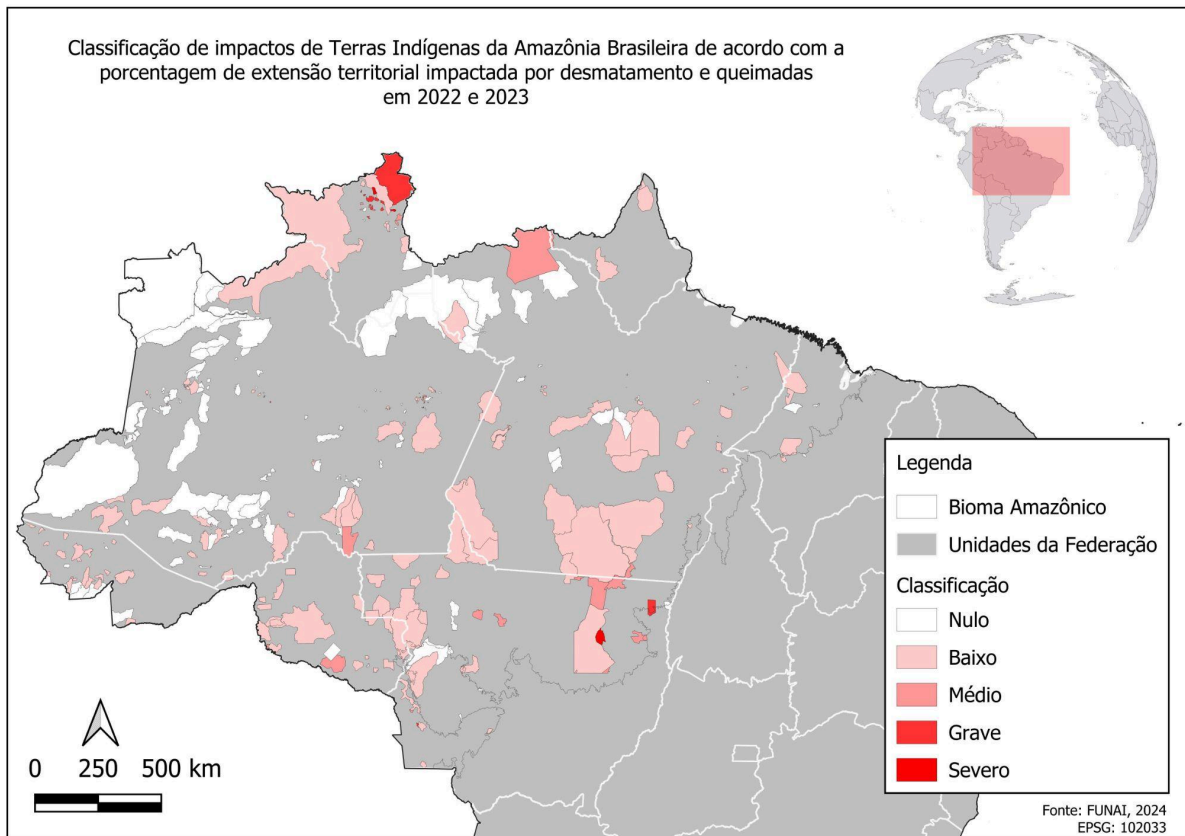 Classificação de impactos de Terras Indígenas da Amazônia Brasileira de acordo com a
porcentagem de extensão territorial impactada por desmatamento e queimadas
em 2022 e 2023
Legenda
Bioma Amazônico
Unidades da Federação
Classificação
Nulo
Baixo
Médio
Grave
Severo
0 250 500 km
Fonte: FUNAI, 2024
EPSG: 102033